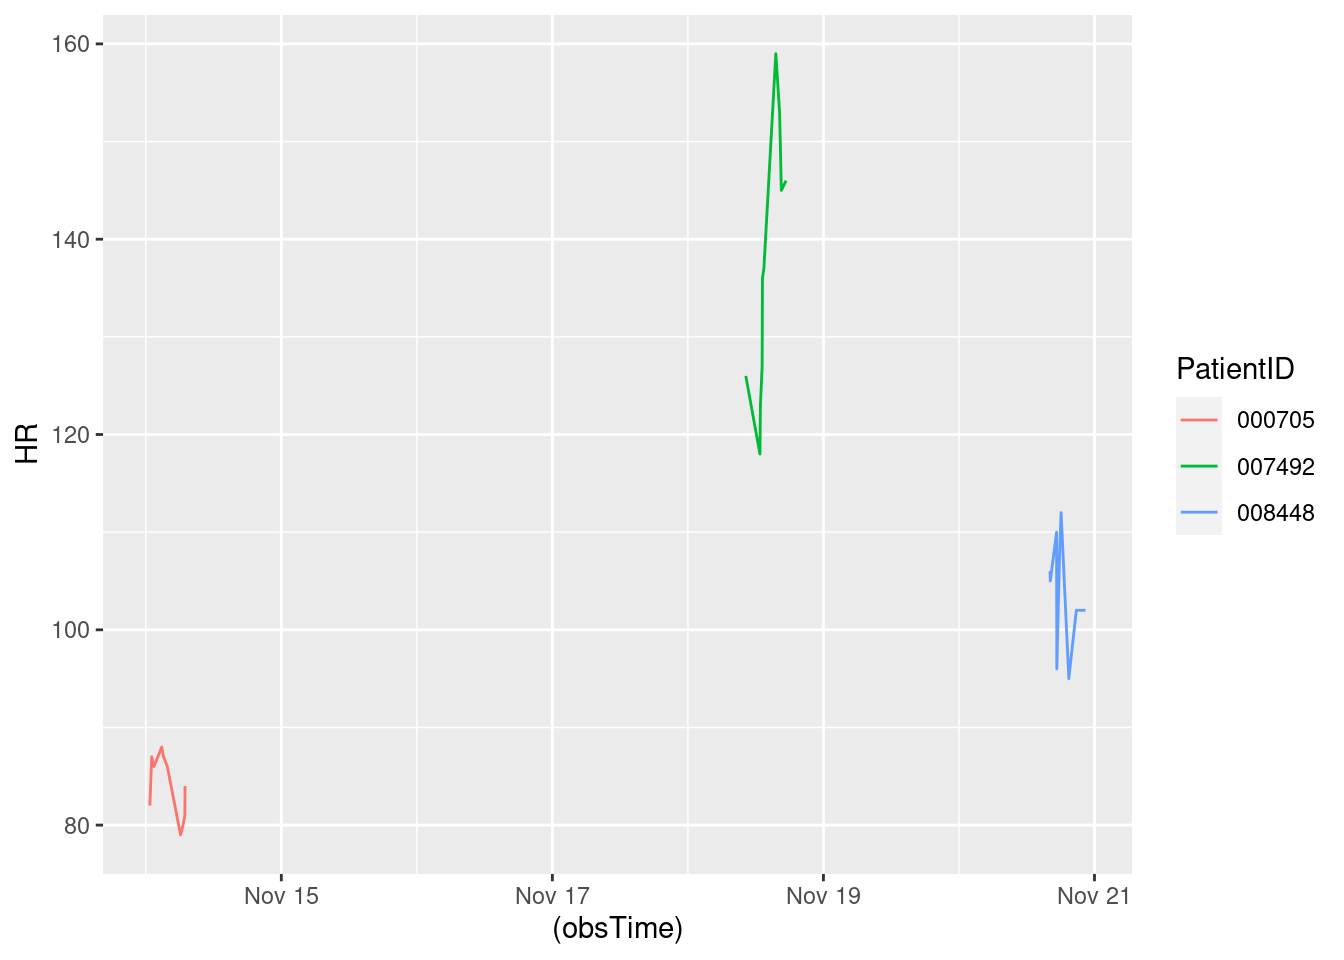 160
140
120
100
80
HR
Nov 15
Nov 17
Nov 19
Nov 21
(obsTime)
PatientID
000705
007492
008448